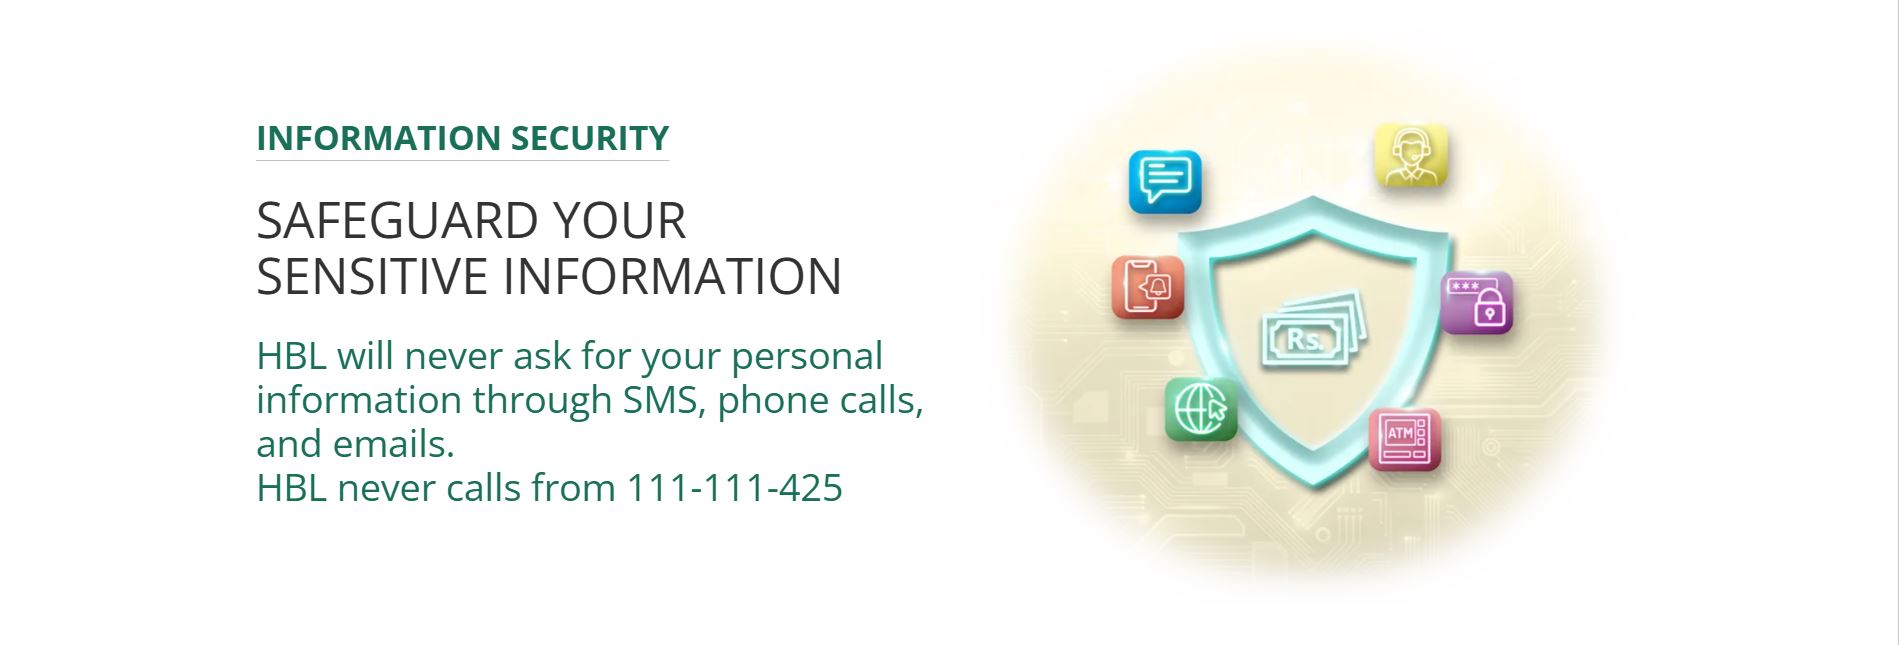 INFORMATION SECURITY
SAFEGUARD YOUR
SENSITIVE INFORMATION
HBL will never ask for your personal
information through SMS, phone calls,
and emails.
HBL never calls from 111-111-425
***
Rs.
ATM